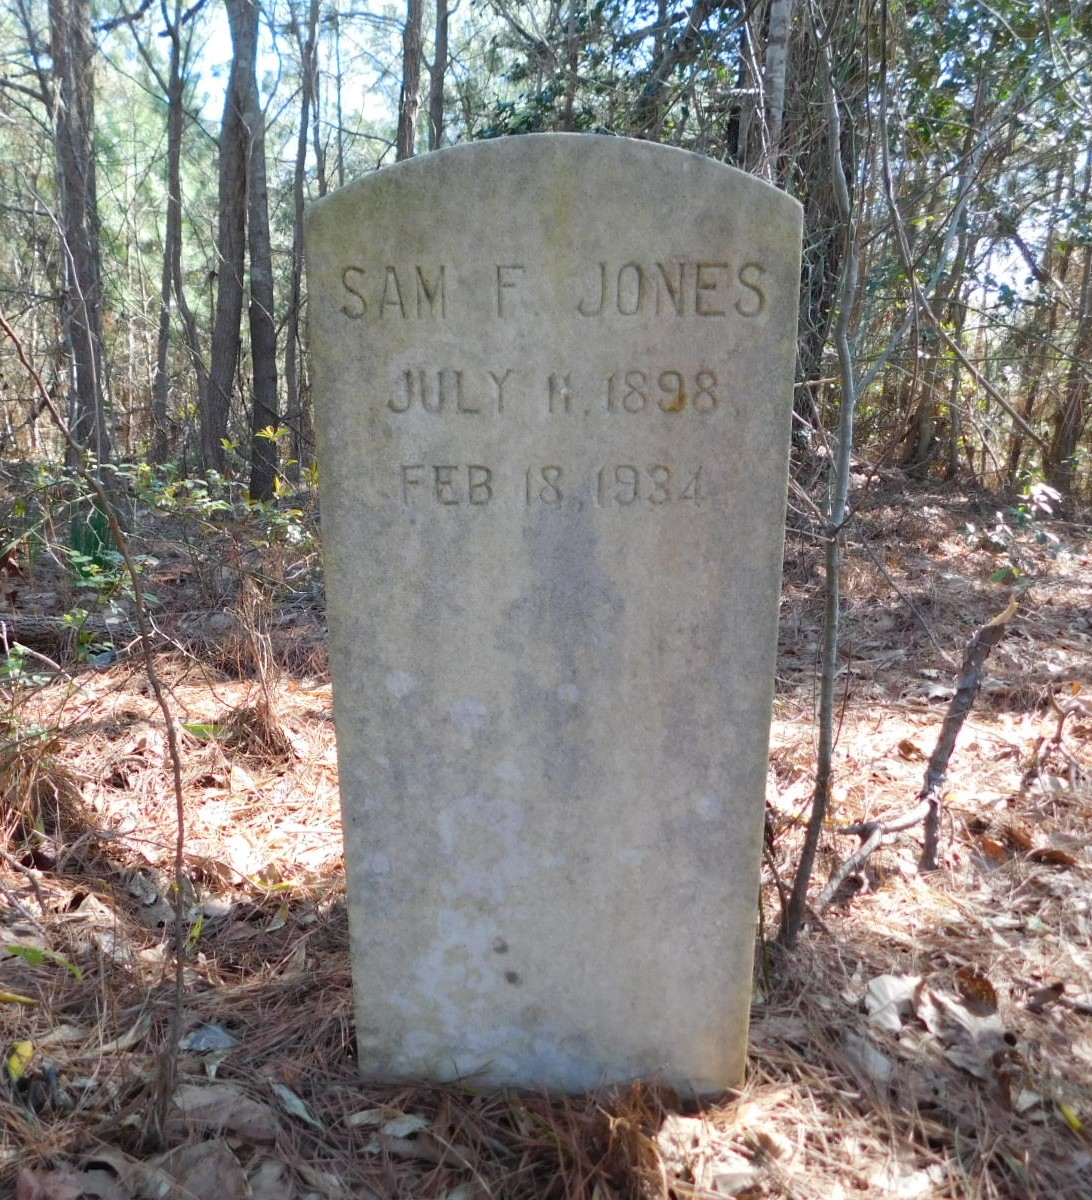 SAM F. JONES
JULY 11, 1898
FEB 18, 1934